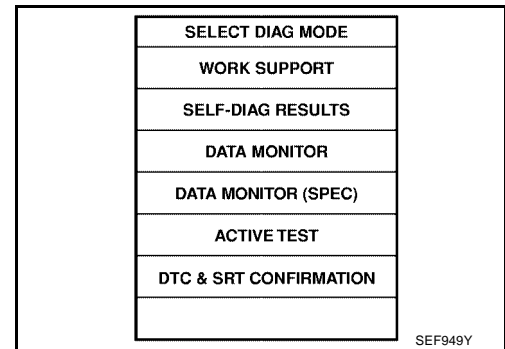 SELECT DIAG MODE
WORK SUPPORT
SELF-DIAG RESULTS
DATA MONITOR
DATA MONITOR (SPEC)
ACTIVE TEST
DTC & SRT CONFIRMATION
SEF949Y